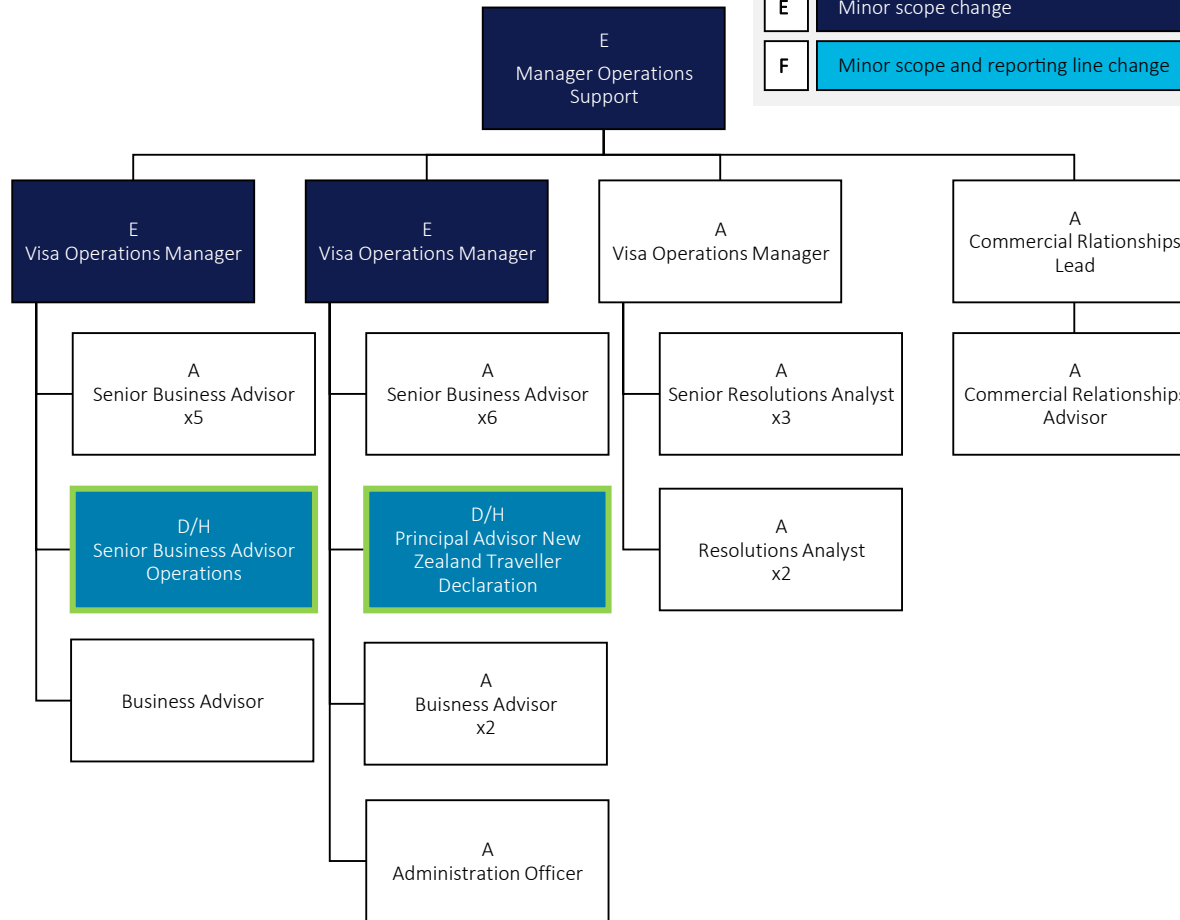 E
Minor scope change
F
Minor scope and reporting line change
E
Manager Operations
Support
E
Visa Operations Manager
E
Visa Operations Manager
A
Visa Operations Manager
A
Commercial Rlationships
Lead
A
Senior Business Advisor
x5
A
Senior Business Advisor
x6
A
Senior Resolutions Analyst
x3
A
Commercial Relationships
Advisor
D/H
Senior Business Advisor
Operations
D/H
Principal Advisor New
Zealand Traveller
Declaration
A
Resolutions Analyst
x2
Business Advisor
A
Buisness Advisor
x2
A
Administration Officer